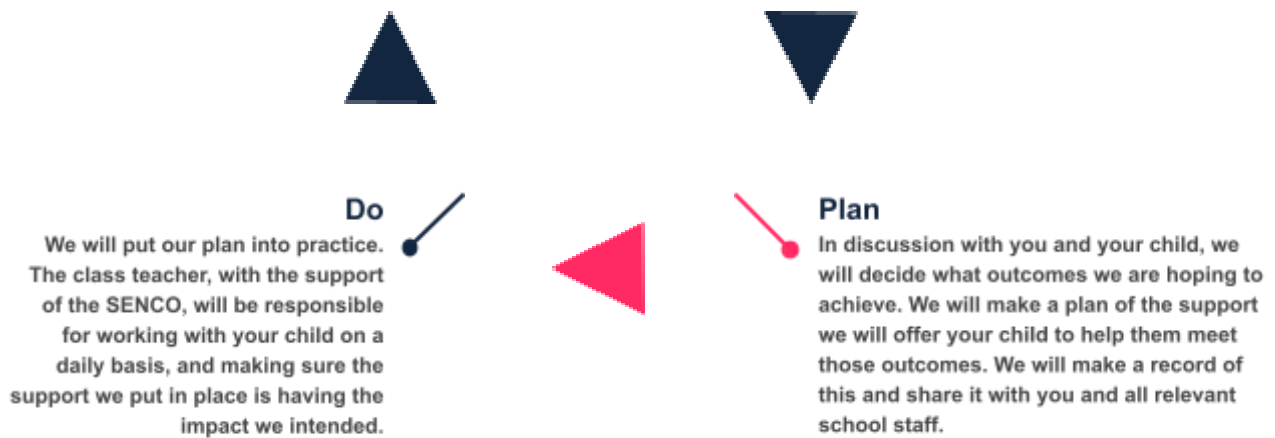 Do
We will put our plan into practice.
The class teacher, with the support
of the SENCO, will be responsible
for working with your child on a
daily basis, and making sure the
support we put in place is having the
impact we intended.
Plan
In discussion with you and your child, we
will decide what outcomes we are hoping to
achieve. We will make a plan of the support
we will offer your child to help them meet
those outcomes. We will make a record of
this and share it with you and all relevant
school staff.